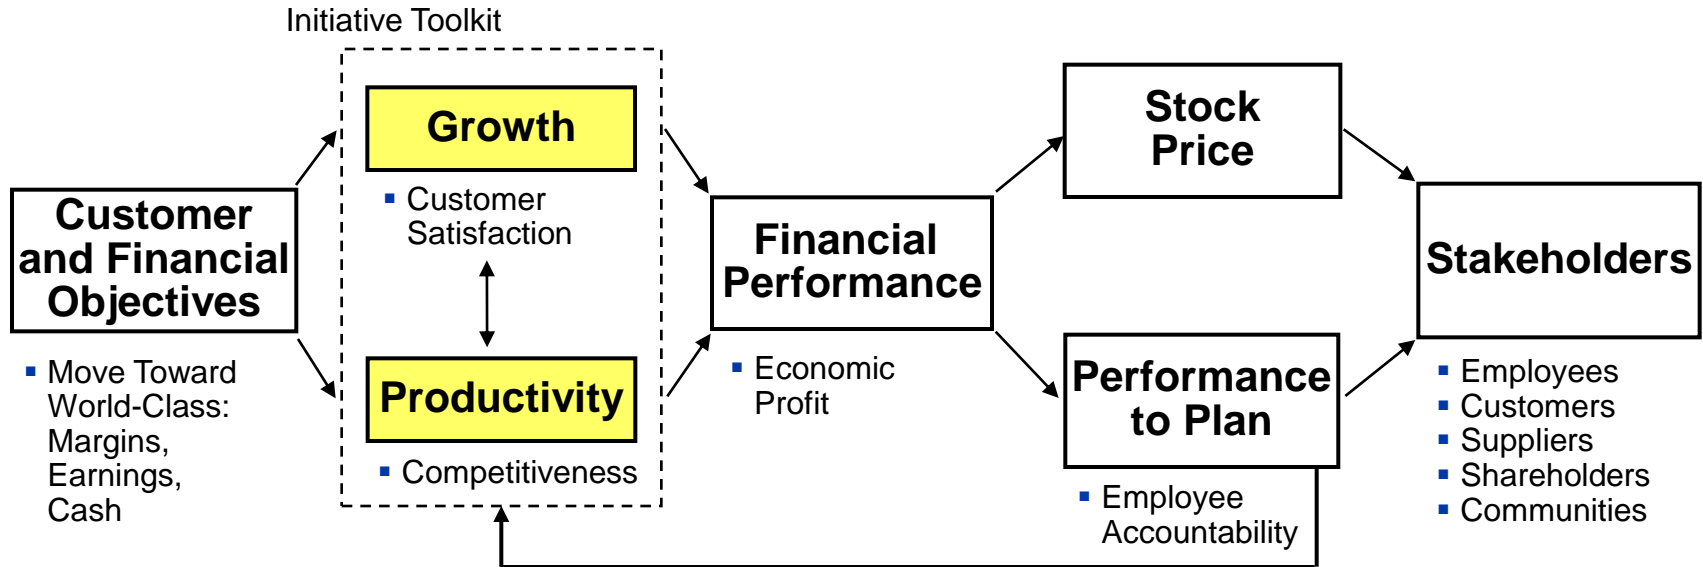 Initiative Toolkit
Customer
and Financial
Objectives
▪ Move Toward
World-Class:
Margins,
Earnings,
Cash
Growth
▪ Customer
Satisfaction
Productivity
▪ Competitiveness
Financial
Performance
▪ Economic
Profit
Stock
Price
Performance
to Plan
▪ Employee
Accountability
Stakeholders
▪ Employees
▪ Customers
▪ Suppliers
▪ Shareholders
▪ Communities